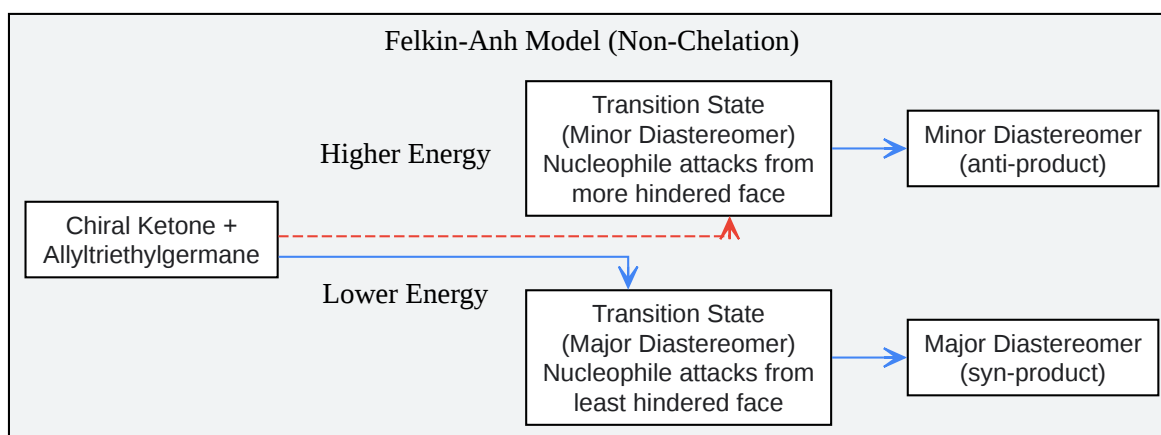 Felkin-Anh Model (Non-Chelation)
Higher Energy
Transition State
(Minor Diastereomer)
Nucleophile attacks from
more hindered face
Minor Diastereomer
(anti-product)
Chiral Ketone +
Allyltriethylgermane
Lower Energy
Transition State
(Major Diastereomer)
Nucleophile attacks from
least hindered face
Major Diastereomer
(syn-product)